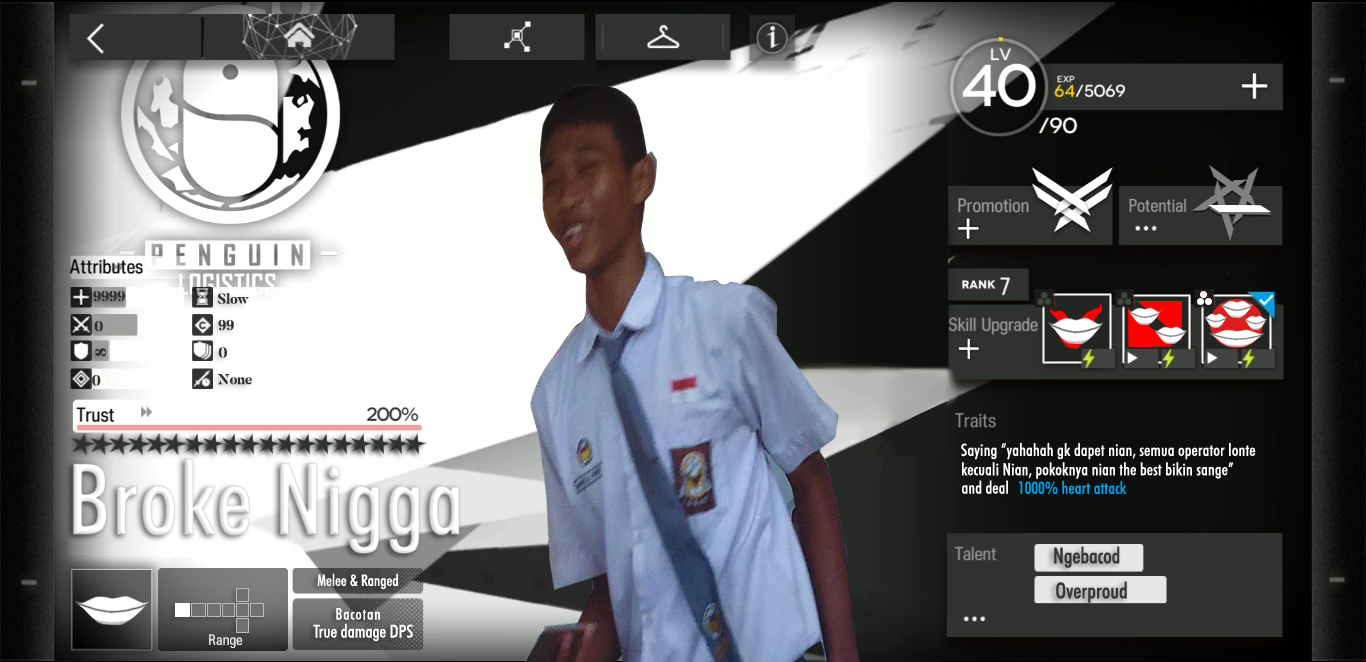 LV
40
/90
EXP
64/5069
PENGUIN
LOGISTICS
Attributes
9999
Slow
0
99
∞
0
0
None
Trust
200%
Broke Nigga
Range
Melee & Ranged
Bacotan
True damage DPS
Promotion
Potential
RANK 7
Skill Upgrade
Traits
Saying “yahahah gk dapet nian, semua operator lonte
kecuali Nian, pokoknya nian the best bikin sange”
and deal 1000% heart attack
Talent
Ngebacod
Overproud